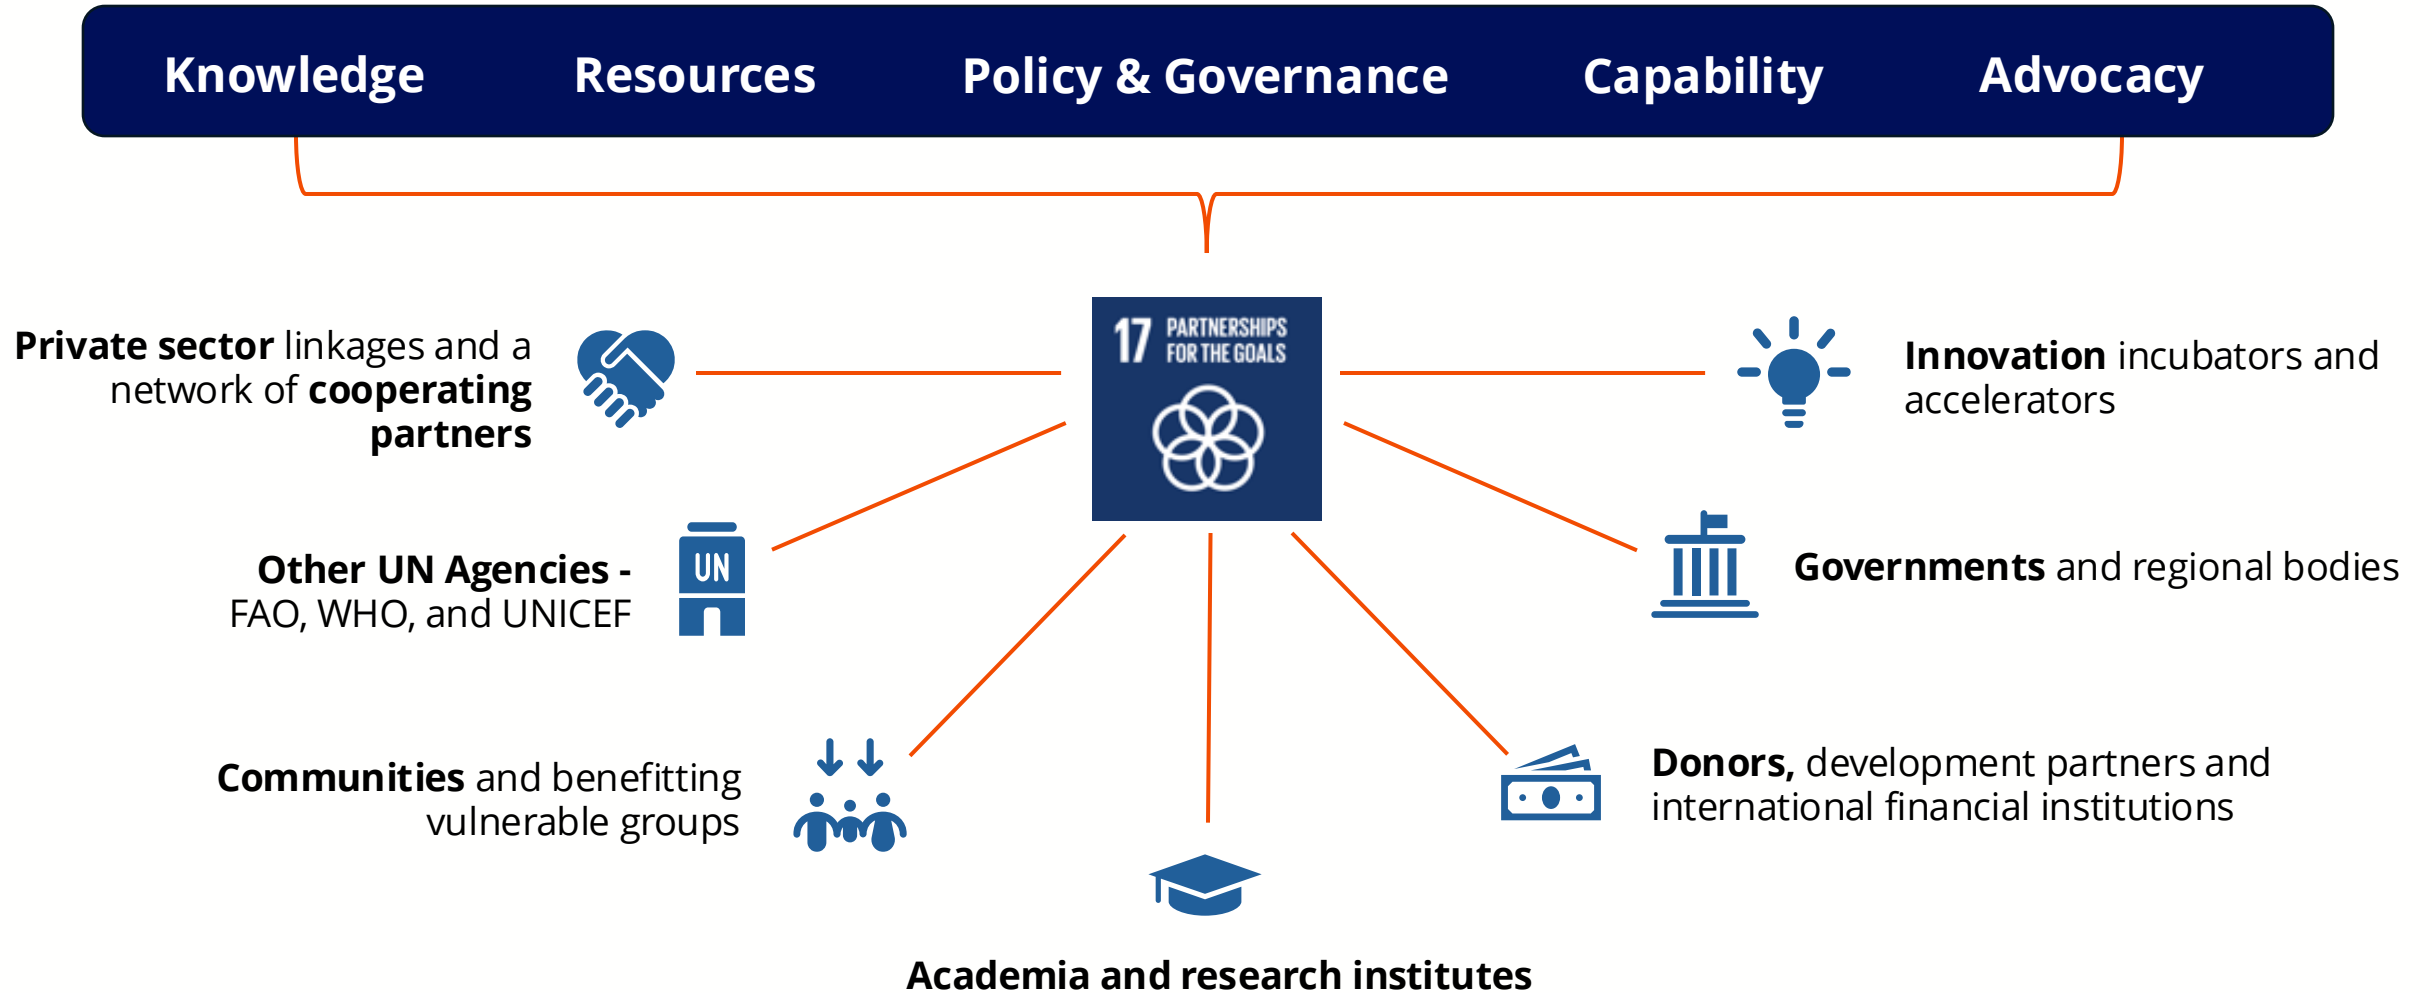 Knowledge Resources Policy & Governance Capability Advocacy
17 PARTNERSHIPS
FOR THE GOALS
Private sector linkages and a
network of cooperating
partners
Innovation incubators and
accelerators
Other UN Agencies -
FAO, WHO, and UNICEF
UN
Governments and regional bodies
Communities and benefitting
vulnerable groups
Donors, development partners and
international financial institutions
Academia and research institutes